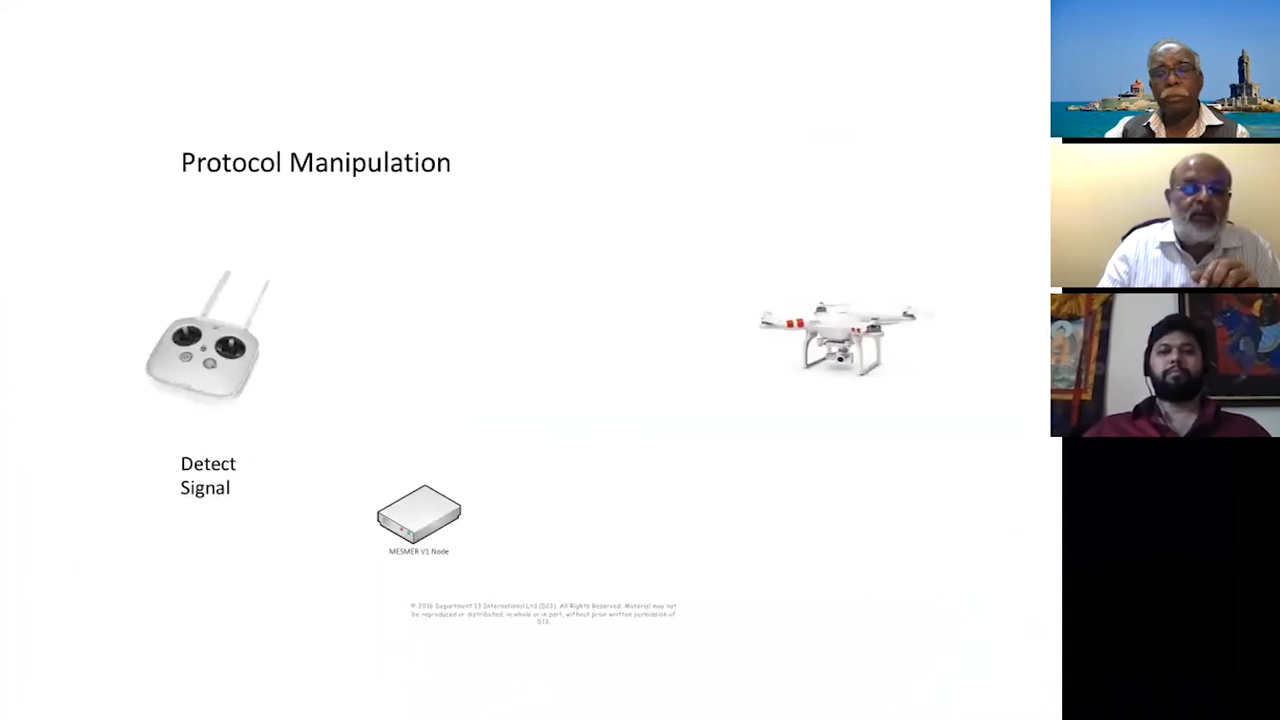 Protocol Manipulation
Detect
Signal
MESMER V1 Node
© 2016 Department 13 International Ltd (D13). All Rights Reserved. Material may not
be reproduced or distributed, in whole or in part, without prior written permission of
D13.